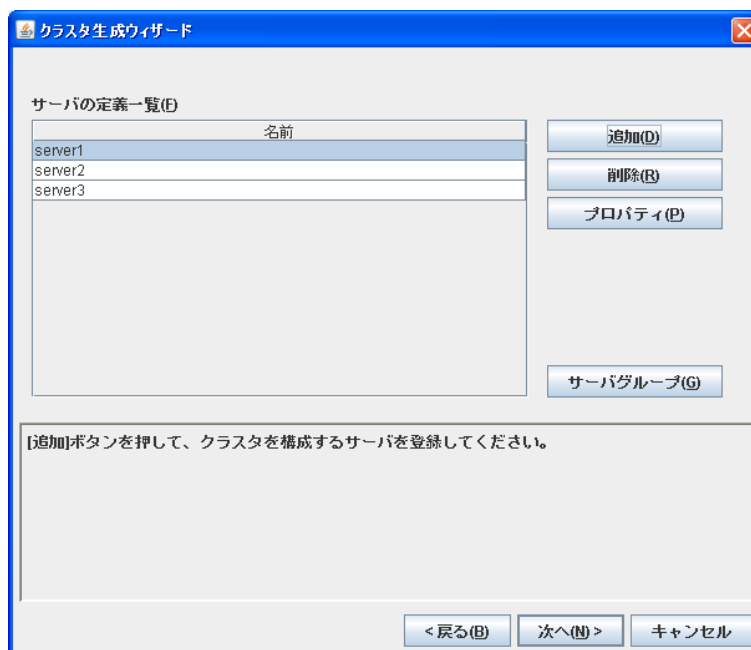 クラスタ生成ウィザード
サーバの定義一覧(F)
名前
server1
server2
server3
追加(D)
削除(R)
プロパティ(P)
サーバグループ(G)
[追加]ボタンを押して、クラスタを構成するサーバを登録してください。
<戻る(B)
次へ(N)>
キャンセル